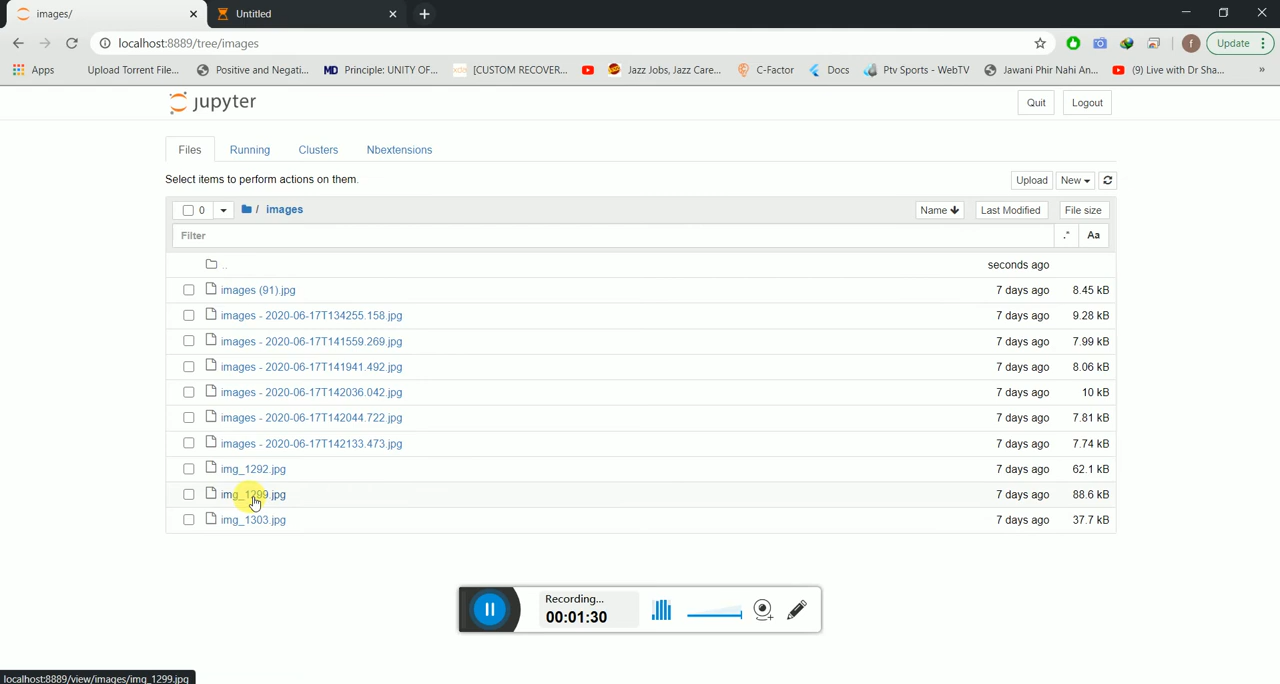 images/
Untitled
localhost:8889/tree/images
f
Update
Apps
Upload Torrent File...
Positive and Negati...
MD Principle: UNITY OF...
[CUSTOM RECOVER...
Jazz Jobs, Jazz Care...
C-Factor
Docs
Ptv Sports - WebTV
Jawani Phir Nahi An...
(9) Live with Dr Sha...
»
jupyter
Quit
Logout
Files
Running
Clusters
Nbextensions
Select items to perform actions on them.
Upload
New
0
/ images
Name
Last Modified
File size
Filter
.*
Aa
.. seconds ago
images (91).jpg 7 days ago 8.45 kB
images - 2020-06-17T134255.158.jpg 7 days ago 9.28 kB
images - 2020-06-17T141559.269.jpg 7 days ago 7.99 kB
images - 2020-06-17T141941.492.jpg 7 days ago 8.06 kB
images - 2020-06-17T142036.042.jpg 7 days ago 10 kB
images - 2020-06-17T142044.722.jpg 7 days ago 7.81 kB
images - 2020-06-17T142133.473.jpg 7 days ago 7.74 kB
img_1292.jpg 7 days ago 62.1 kB
img_1299.jpg 7 days ago 88.6 kB
img_1303.jpg 7 days ago 37.7 kB
Recording...
00:01:30
localhost:8889/view/images/img_1299.jpg